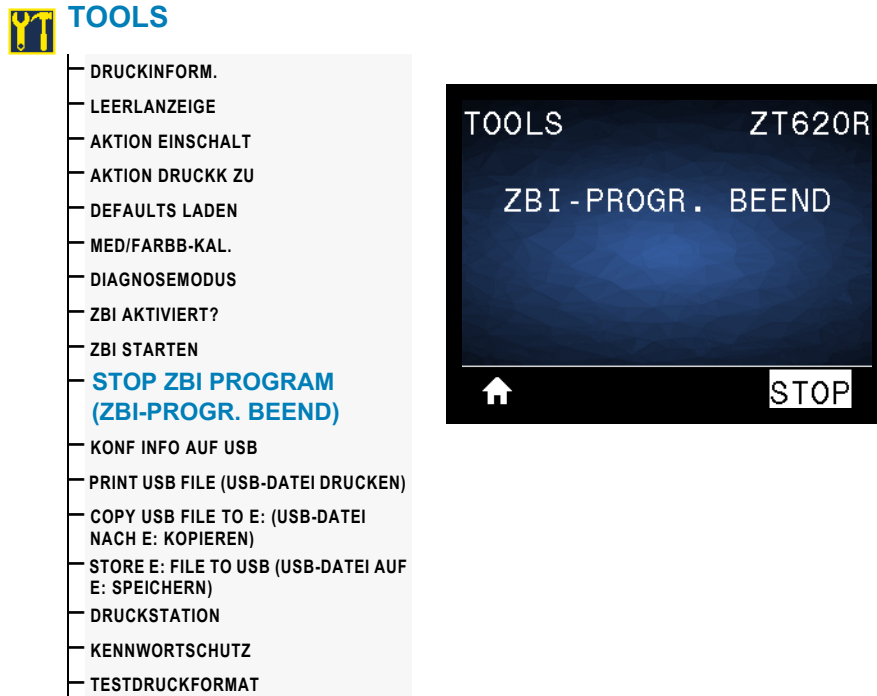 TOOLS
DRUCKINFORM.
LEERLANZEIGE
AKTION EINSCHALT
AKTION DRUCKK ZU
DEFAULTS LADEN
MED/FARBB-KAL.
DIAGNOSEMODUS
ZBI AKTIVIERT?
ZBI STARTEN
STOP ZBI PROGRAM
(ZBI-PROGR. BEEND)
KONF INFO AUF USB
PRINT USB FILE (USB-DATEI DRUCKEN)
COPY USB FILE TO E: (USB-DATEI
NACH E: KOPIEREN)
STORE E: FILE TO USB (USB-DATEI AUF
E: SPEICHERN)
DRUCKSTATION
KENNWORTSCHUTZ
TESTDRUCKFORMAT
TOOLS ZT620R
ZBI-PROGR. BEEND
STOP